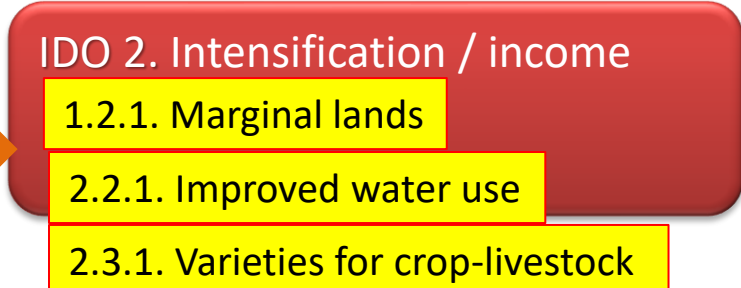 IDO 2. Intensification / income
1.2.1. Marginal lands
2.2.1. Improved water use
2.3.1. Varieties for crop-livestock